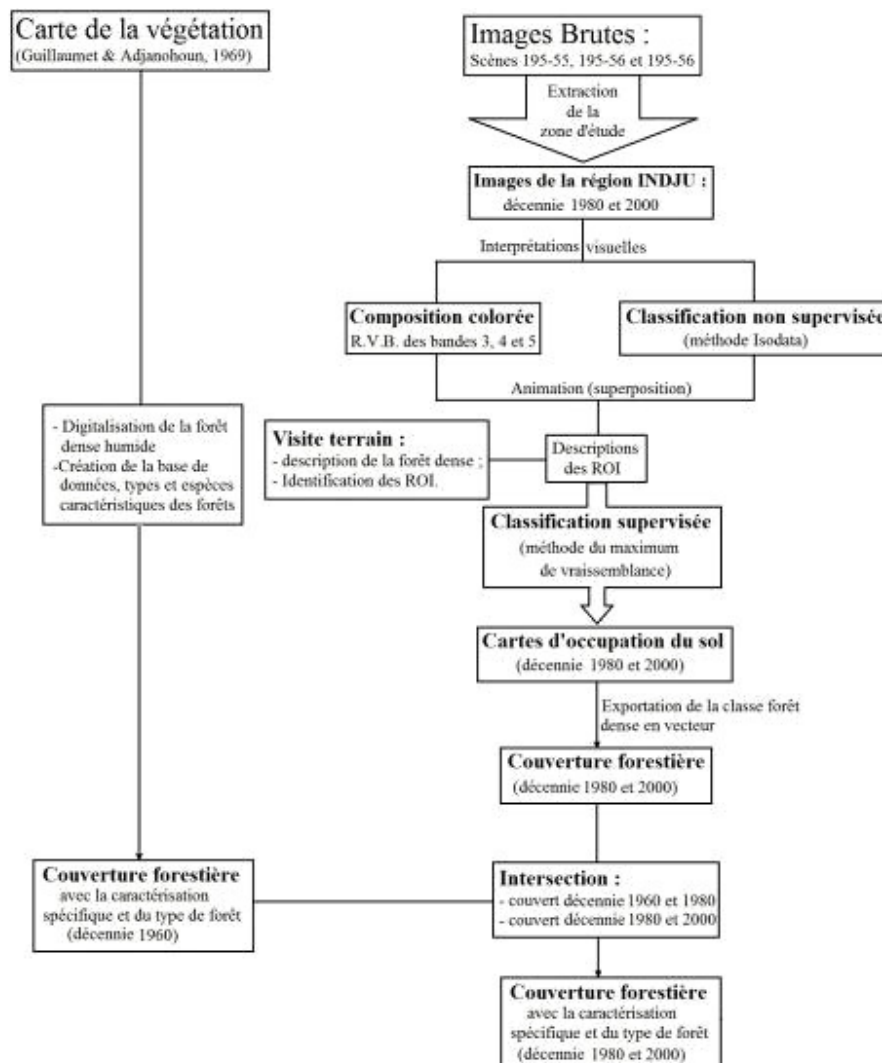 Carte de la végétation
(Guillaumet & Adjanohoun, 1969)
Images Brutes :
Scènes 195-55, 195-56 et 195-56
Extraction
de la
zone d'étude
Images de la région INDJU :
décennie 1980 et 2000
Interprétations visuelles
Composition colorée
R.V.B. des bandes 3, 4 et 5
Classification non supervisée
(méthode Isodata)
Animation (superposition)
- Digitalisation de la forêt
dense humide
-Création de la base de
données, types et espèces
caractéristiques des forêts
Visite terrain :
- description de la forêt dense ;
- Identification des ROI.
Descriptions
des ROI
Classification supervisée
(méthode du maximum
de vraissemblance)
Cartes d'occupation du sol
(décennie 1980 et 2000)
Exportation de la classe forêt
dense en vecteur
Couverture forestière
(décennie 1980 et 2000)
Couverture forestière
avec la caractérisation
spécifique et du type de forêt
(décennie 1960)
Intersection :
- couvert décennie 1960 et 1980
- couvert décennie 1980 et 2000
Couverture forestière
avec la caractérisation
spécifique et du type de forêt
(décennie 1980 et 2000)